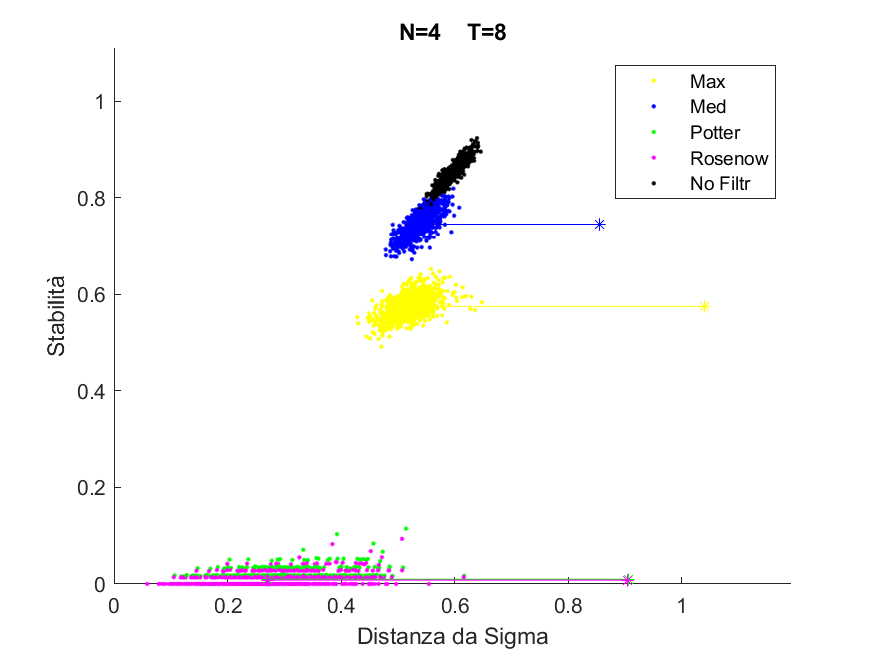 N=4 T=8
Max
Med
Potter
Rosenow
No Filtr
1
0.8
0.6
0.4
0.2
0
Stabilità
0 0.2 0.4 0.6 0.8 1
Distanza da Sigma